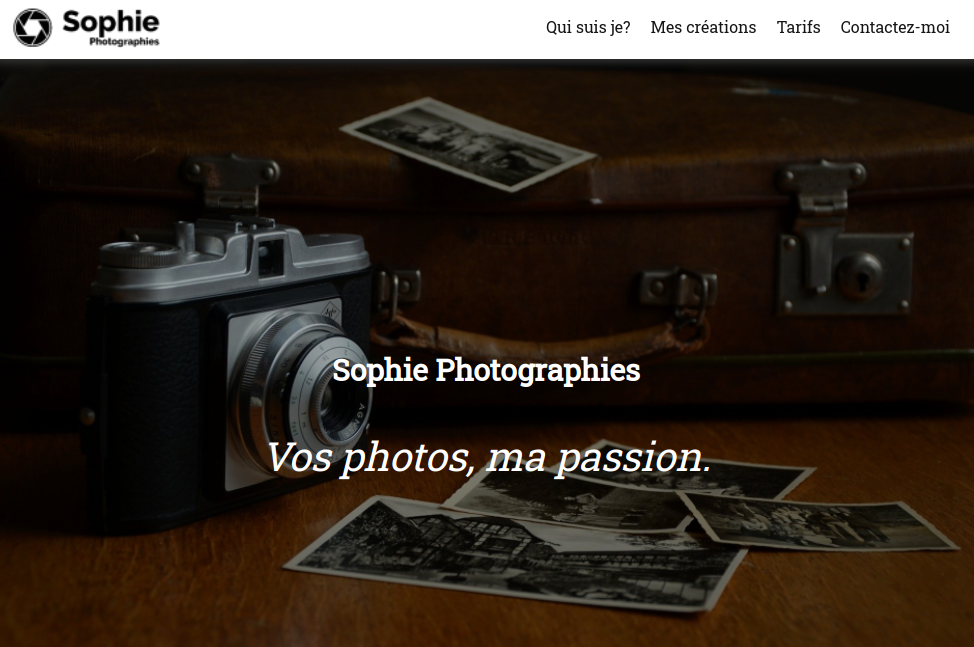 Sophie
Photographies
Qui suis je? Mes créations Tarifs Contactez-moi
Sophie Photographies
Vos photos, ma passion.